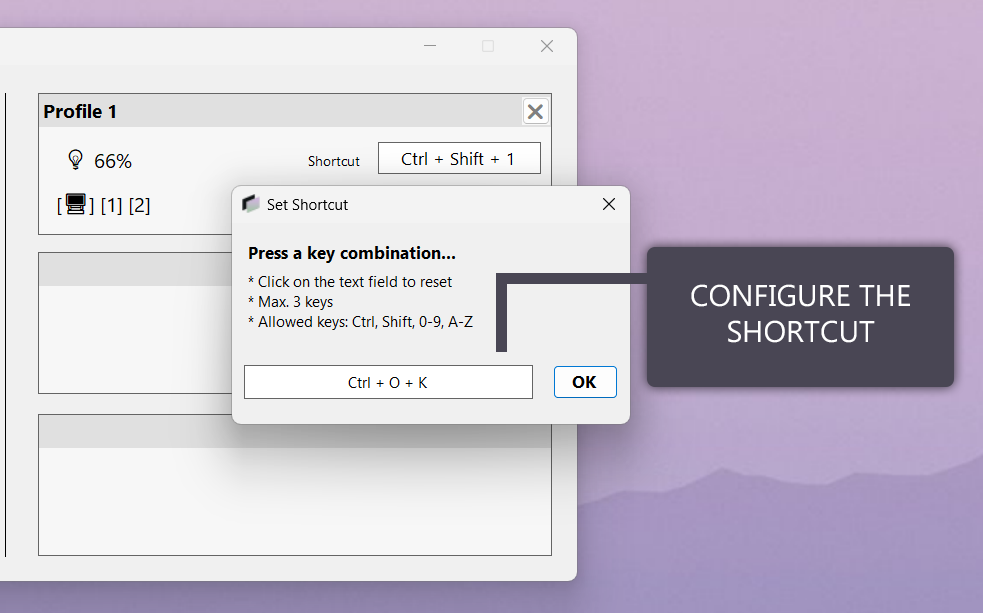 Profile 1
66%
Shortcut
Ctrl + Shift + 1
[ ] [1] [2]
Set Shortcut
Press a key combination...
* Click on the text field to reset
* Max. 3 keys
* Allowed keys: Ctrl, Shift, 0-9, A-Z
Ctrl + O + K
OK
CONFIGURE THE
SHORTCUT